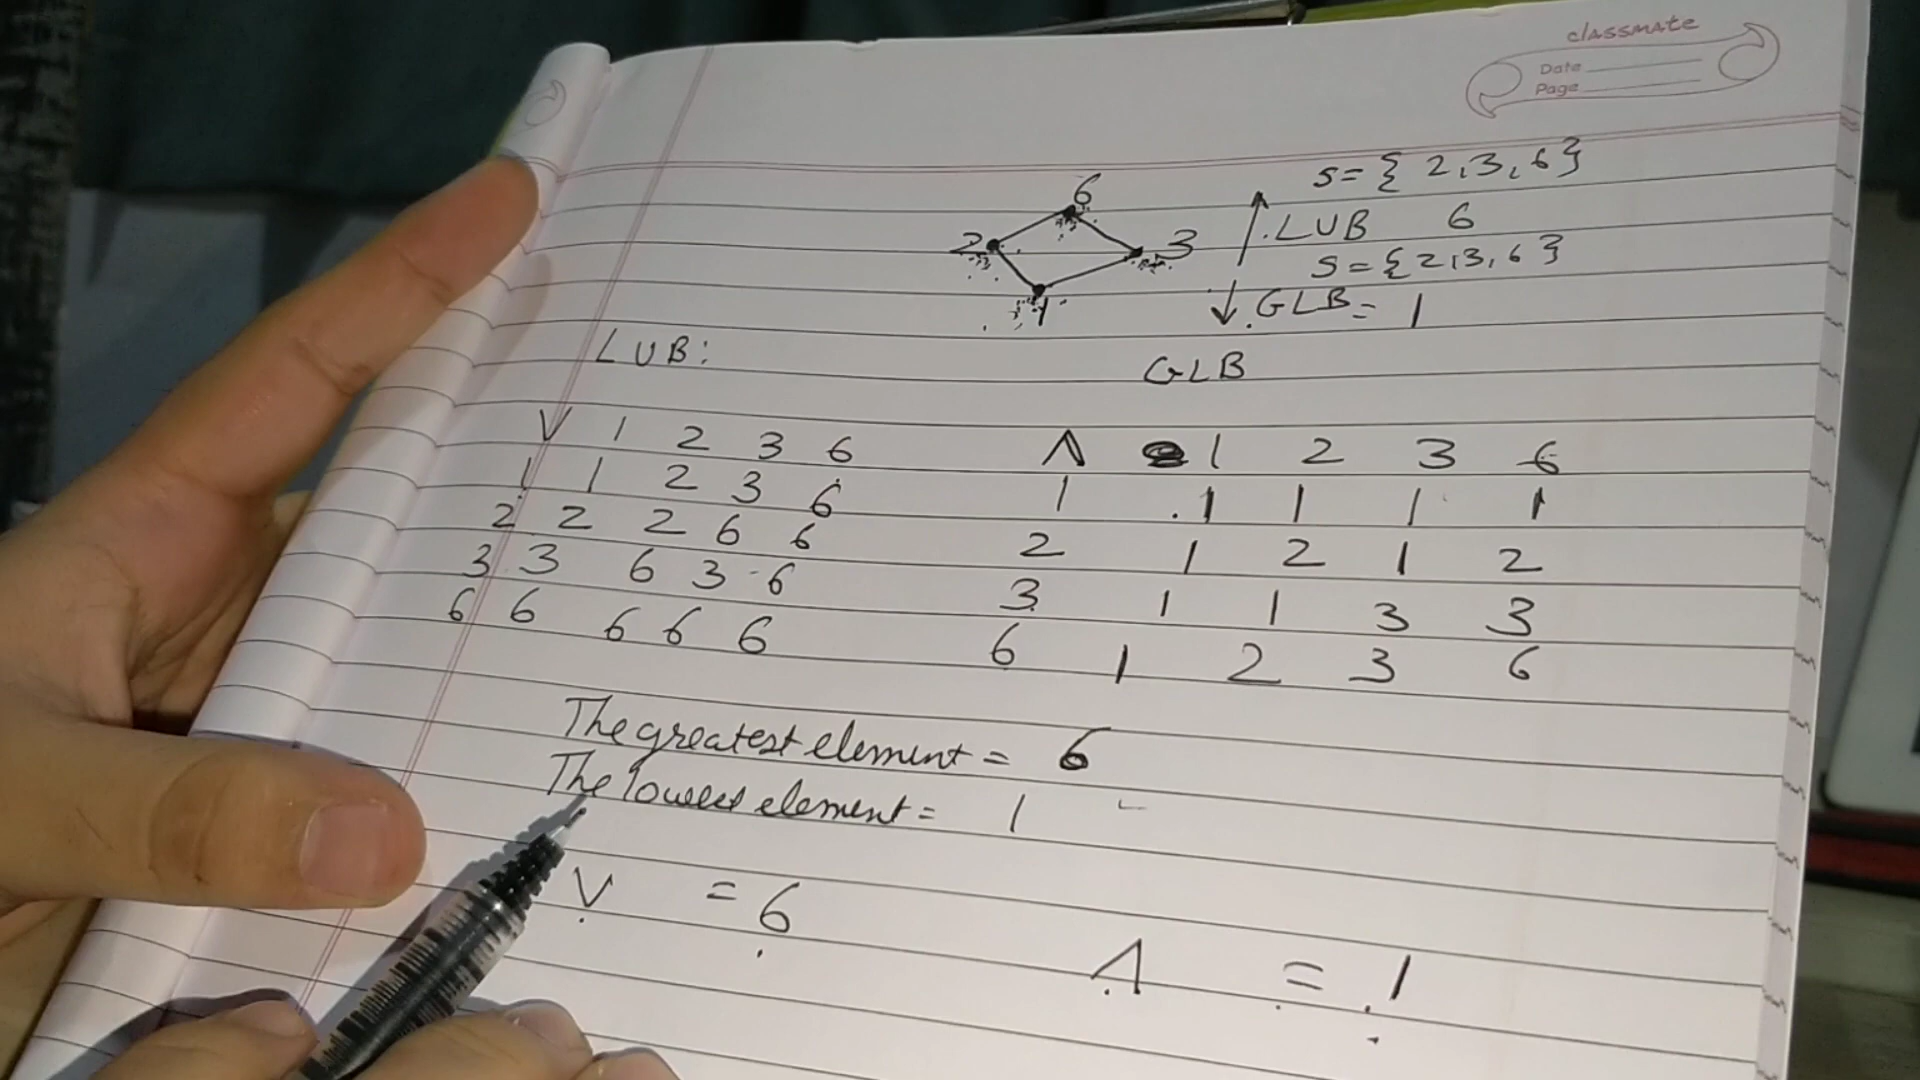 classmate
Date
Page
S = { 2, 3, 6 }
6
2 3
1
LUB 6
S = { 2, 3, 6 }
GLB = 1
LUB:
GLB
V 1 2 3 6
1 1 2 3 6
2 2 2 6 6
3 3 6 3 6
6 6 6 6 6
Λ 1 2 3 6
1 1 1 1 1
2 1 2 1 2
3 1 1 3 3
6 1 2 3 6
The greatest element = 6
The lowest element = 1
V = 6
Λ = 1